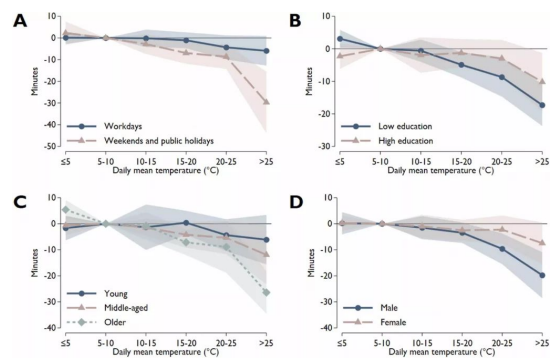 A
Minutes
10
0
-10
-20
-30
-40
-50
Workdays
Weekends and public holidays
≤5 5-10 10-15 15-20 20-25 >25
Daily mean temperature (°C)
B
Minutes
10
0
-10
-20
-30
Low education
High education
≤5 5-10 10-15 15-20 20-25 >25
Daily mean temperature (°C)
C
Minutes
10
0
-10
-20
-30
-40
Young
Middle-aged
Older
≤5 5-10 10-15 15-20 20-25 >25
Daily mean temperature (°C)
D
Minutes
10
0
-10
-20
-30
-40
Male
Female
≤5 5-10 10-15 15-20 20-25 >25
Daily mean temperature (°C)